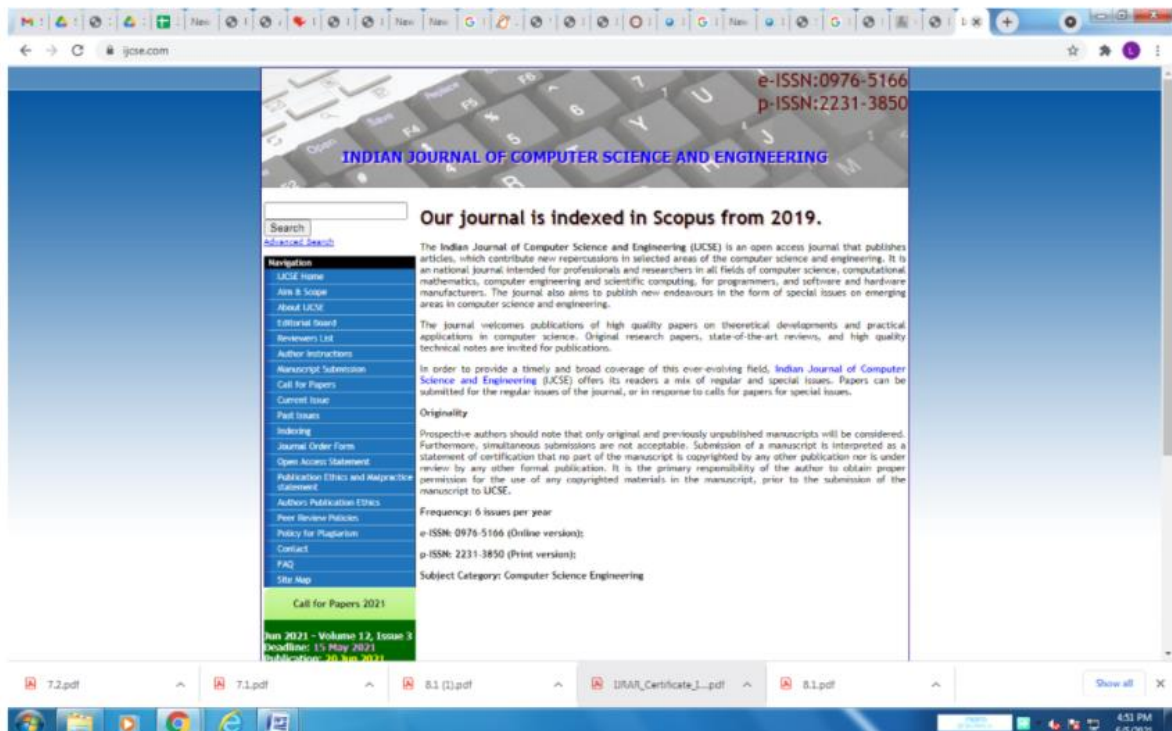 New
New
New
New
ijcse.com
e-ISSN:0976-5166
p-ISSN:2231-3850
INDIAN JOURNAL OF COMPUTER SCIENCE AND ENGINEERING
Search
Advanced Search
Navigation
IJCSE Home
Aim & Scope
About IJCSE
Editorial Board
Reviewers List
Author Instructions
Manuscript Submission
Call for Papers
Current Issue
Past Issues
Indexing
Journal Order Form
Open Access Statement
Publication Ethics and Malpractice
statement
Authors Publication Ethics
Peer Review Policies
Policy for Plagiarism
Contact
FAQ
Site Map
Call for Papers 2021
Jun 2021 - Volume 12, Issue 3
Deadline: 15 May 2021
Publication: 20 Jun 2021
Our journal is indexed in Scopus from 2019.
The Indian Journal of Computer Science and Engineering (IJCSE) is an open access journal that publishes
articles, which contribute new repercussions in selected areas of the computer science and engineering. It is
an national journal intended for professionals and researchers in all fields of computer science, computational
mathematics, computer engineering and scientific computing, for programmers, and software and hardware
manufacturers. The journal also aims to publish new endeavours in the form of special issues on emerging
areas in computer science and engineering.
The journal welcomes publications of high quality papers on theoretical developments and practical
applications in computer science. Original research papers, state-of-the-art reviews, and high quality
technical notes are invited for publications.
In order to provide a timely and broad coverage of this ever-evolving field, Indian Journal of Computer
Science and Engineering (IJCSE) offers its readers a mix of regular and special issues. Papers can be
submitted for the regular issues of the journal, or in response to calls for papers for special issues.
Originality
Prospective authors should note that only original and previously unpublished manuscripts will be considered.
Furthermore, simultaneous submissions are not acceptable. Submission of a manuscript is interpreted as a
statement of certification that no part of the manuscript is copyrighted by any other publication nor is under
review by any other formal publication. It is the primary responsibility of the author to obtain proper
permission for the use of any copyrighted materials in the manuscript, prior to the submission of the
manuscript to IJCSE.
Frequency: 6 issues per year
e-ISSN: 0976-5166 (Online version);
p-ISSN: 2231-3850 (Print version);
Subject Category: Computer Science Engineering
7.2.pdf
7.1.pdf
8.1 (1).pdf
IJRAR_Certificate_I....pdf
8.1.pdf
Show all
4:51 PM
6/5/2021